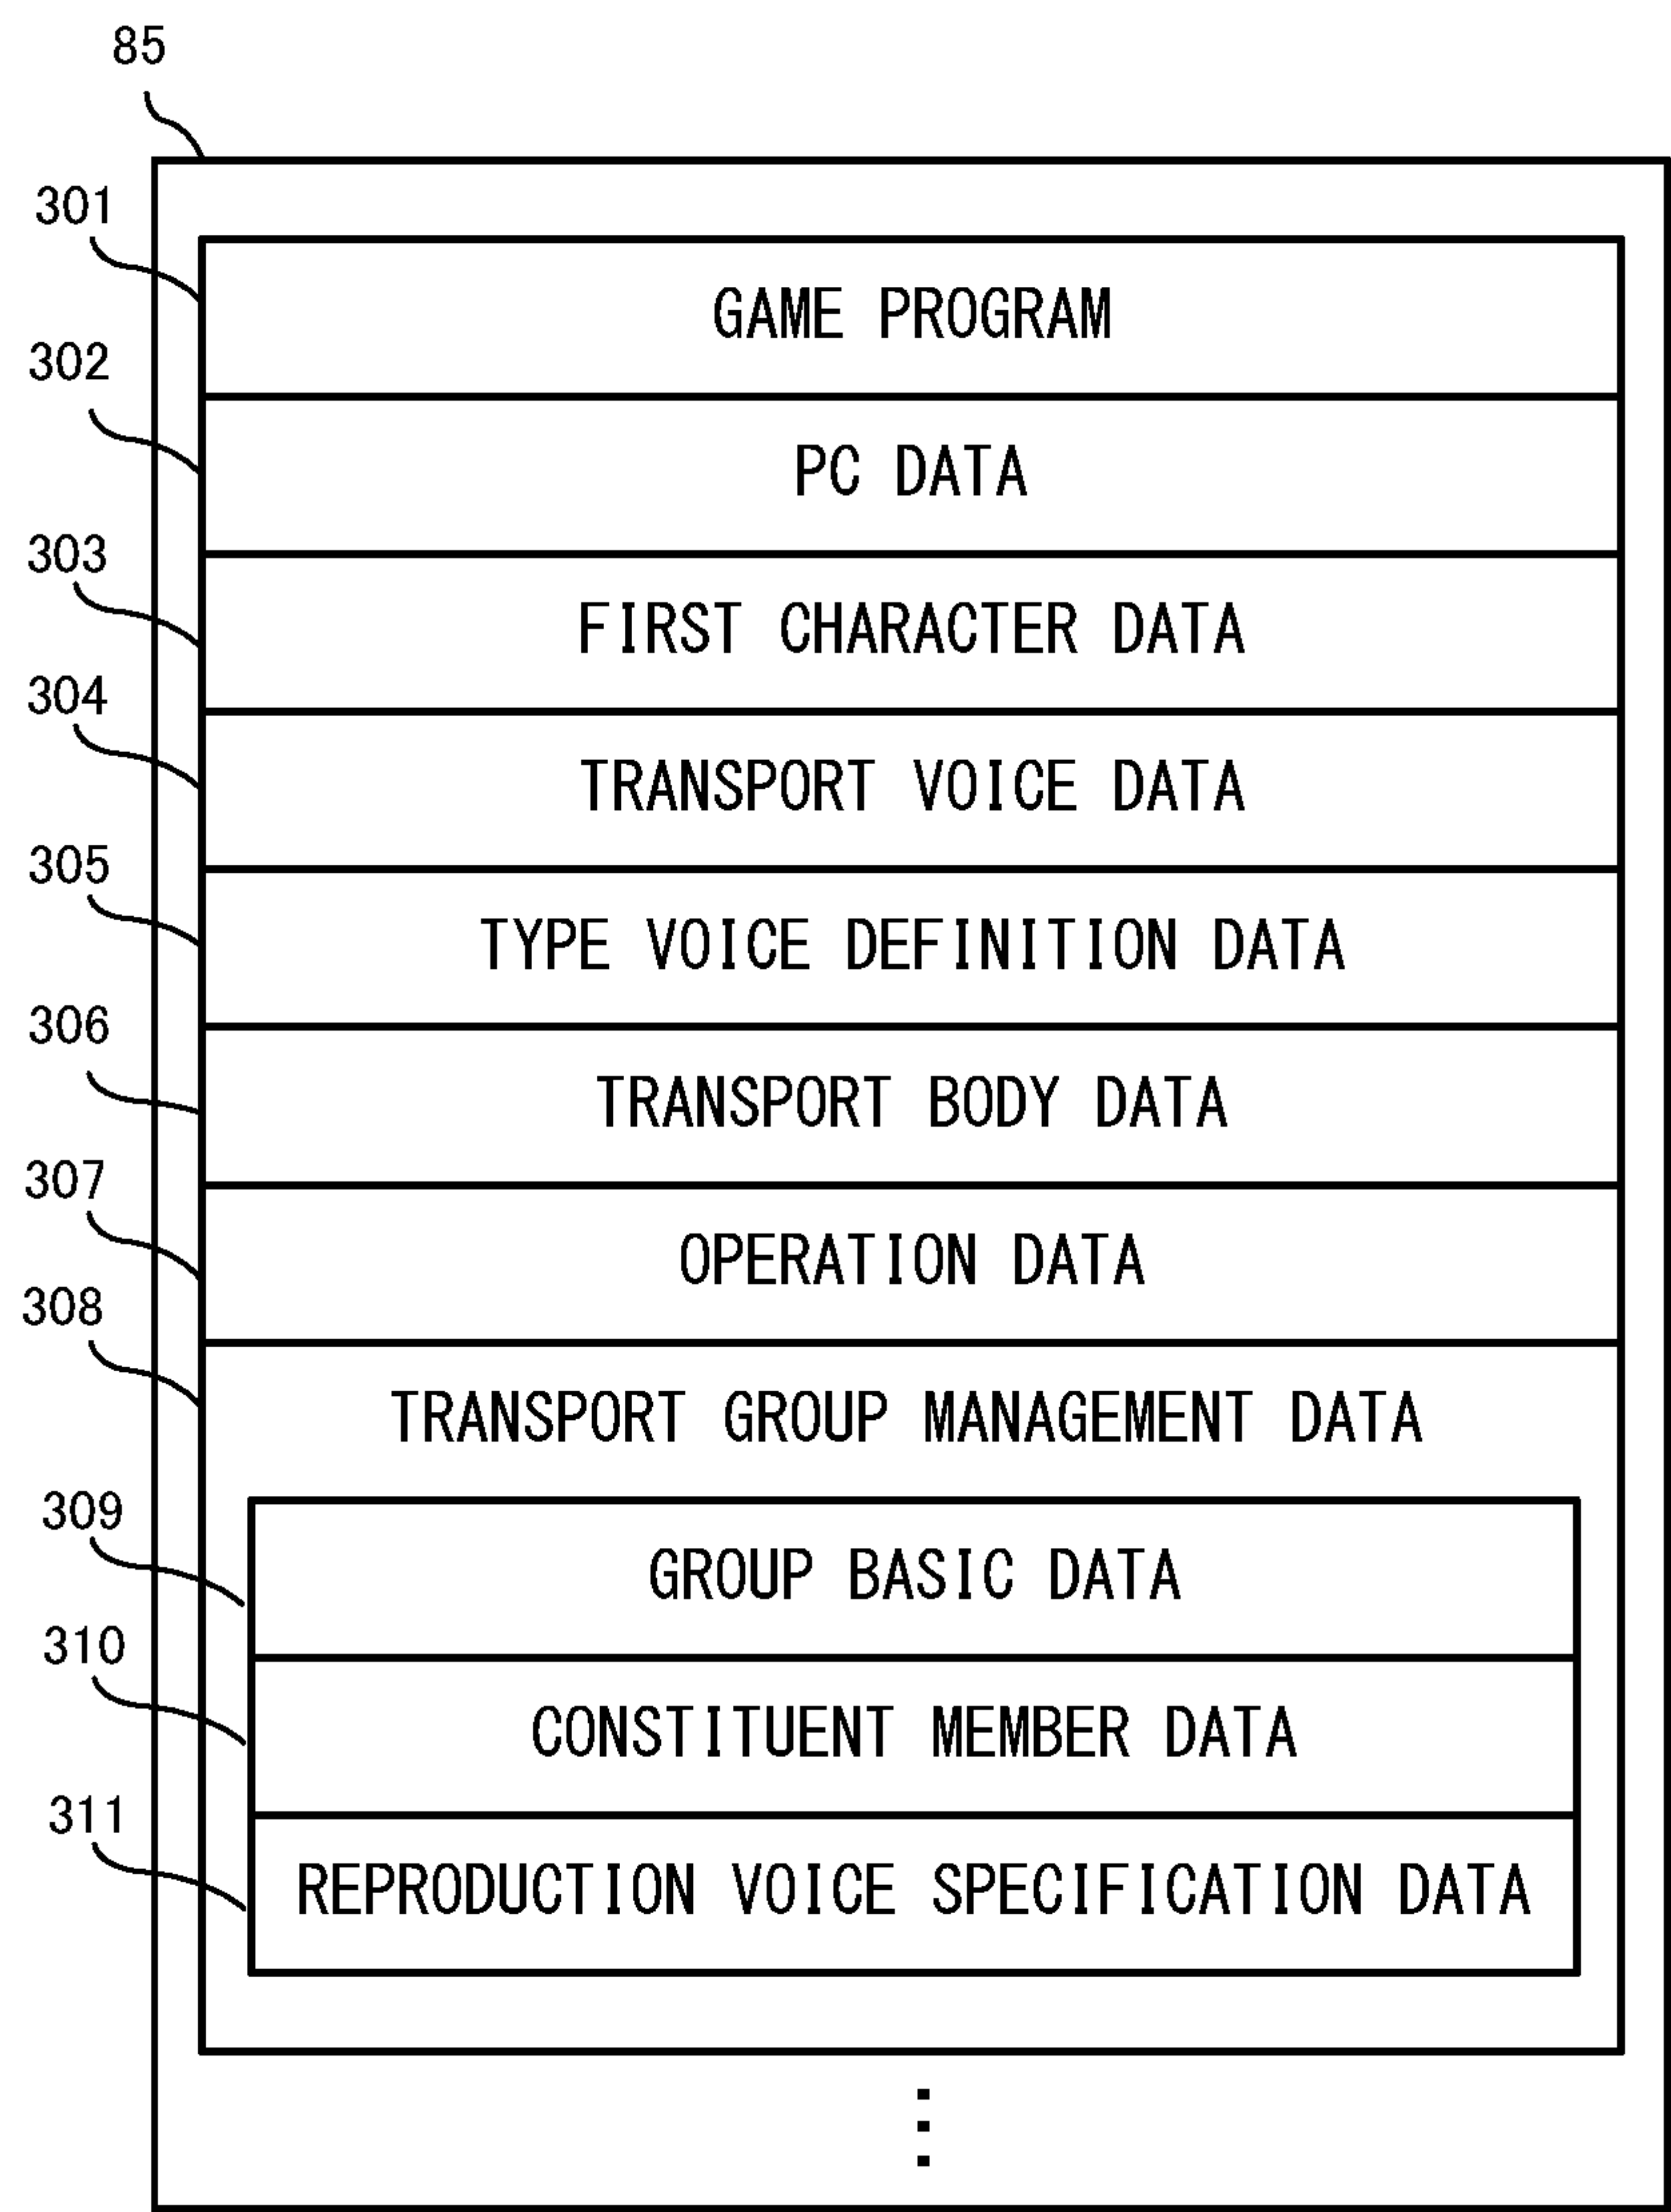 85
301
GAME PROGRAM
302
PC DATA
303
FIRST CHARACTER DATA
304
TRANSPORT VOICE DATA
305
TYPE VOICE DEFINITION DATA
306
TRANSPORT BODY DATA
307
OPERATION DATA
308
TRANSPORT GROUP MANAGEMENT DATA
309
GROUP BASIC DATA
310
CONSTITUENT MEMBER DATA
311
REPRODUCTION VOICE SPECIFICATION DATA